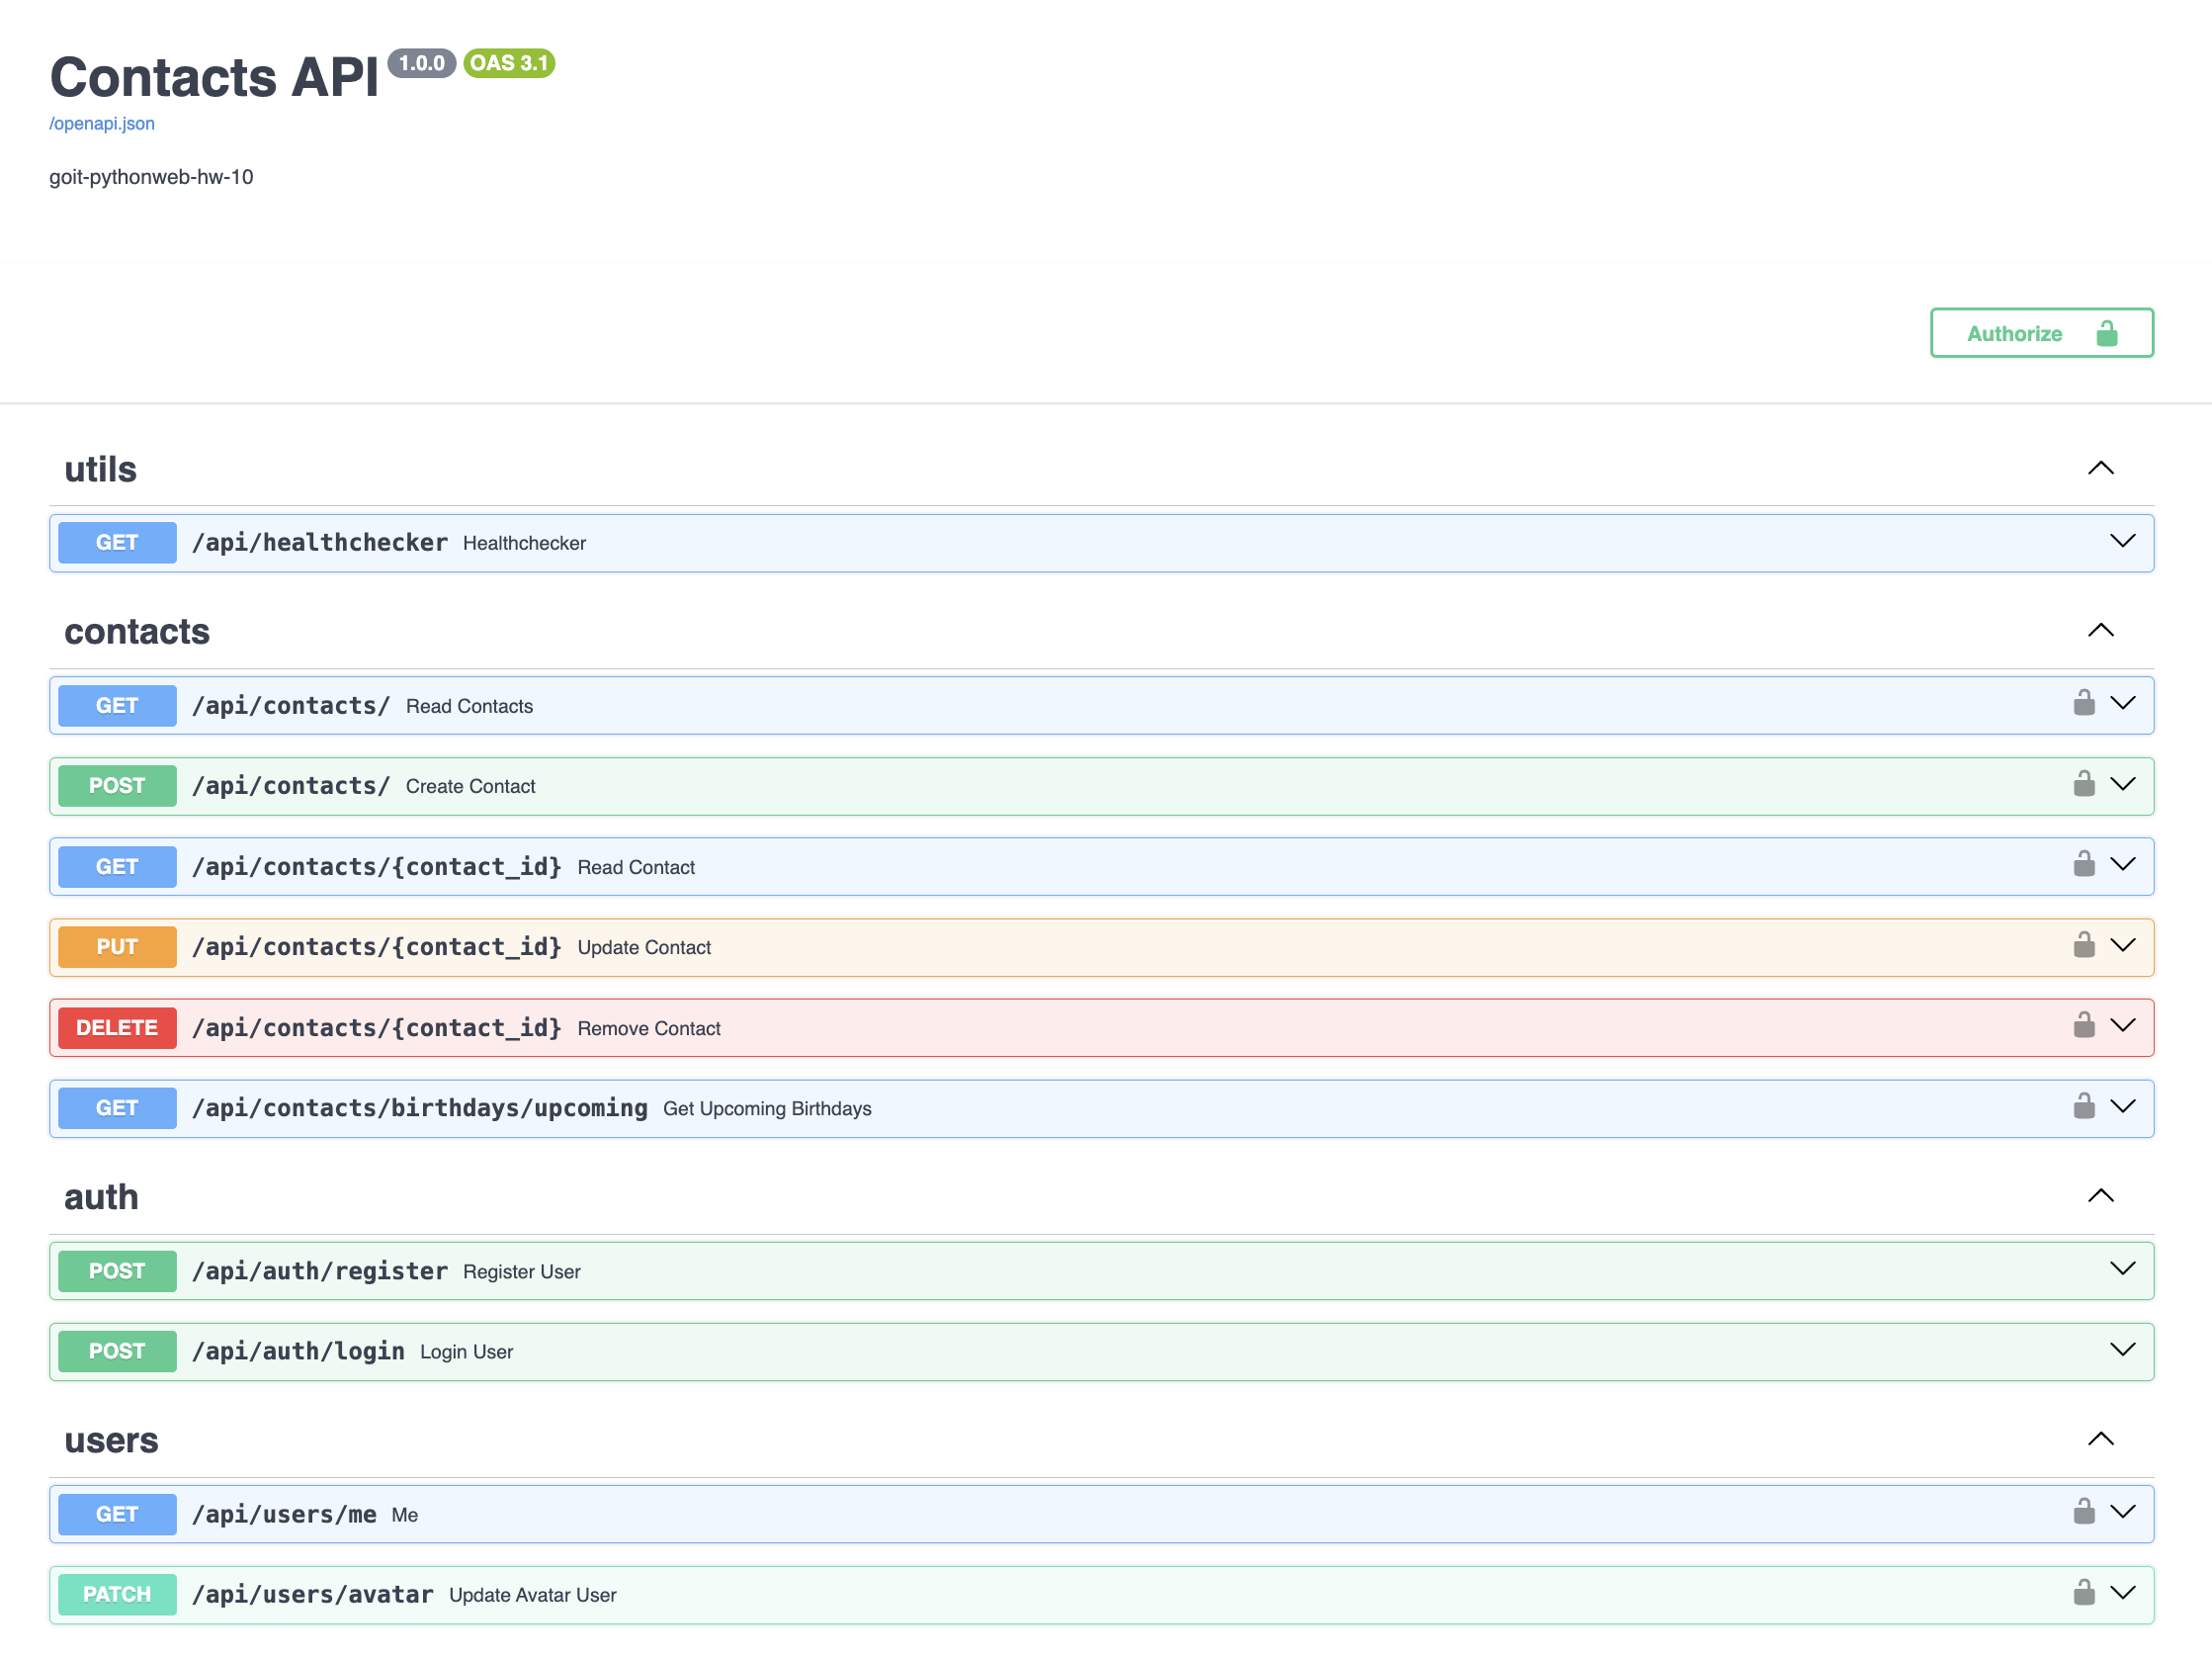 Contacts API 1.0.0 OAS 3.1
/openapi.json
goit-pythonweb-hw-10
Authorize
utils
GET /api/healthchecker Healthchecker
contacts
GET /api/contacts/ Read Contacts
POST /api/contacts/ Create Contact
GET /api/contacts/{contact_id} Read Contact
PUT /api/contacts/{contact_id} Update Contact
DELETE /api/contacts/{contact_id} Remove Contact
GET /api/contacts/birthdays/upcoming Get Upcoming Birthdays
auth
POST /api/auth/register Register User
POST /api/auth/login Login User
users
GET /api/users/me Me
PATCH /api/users/avatar Update Avatar User